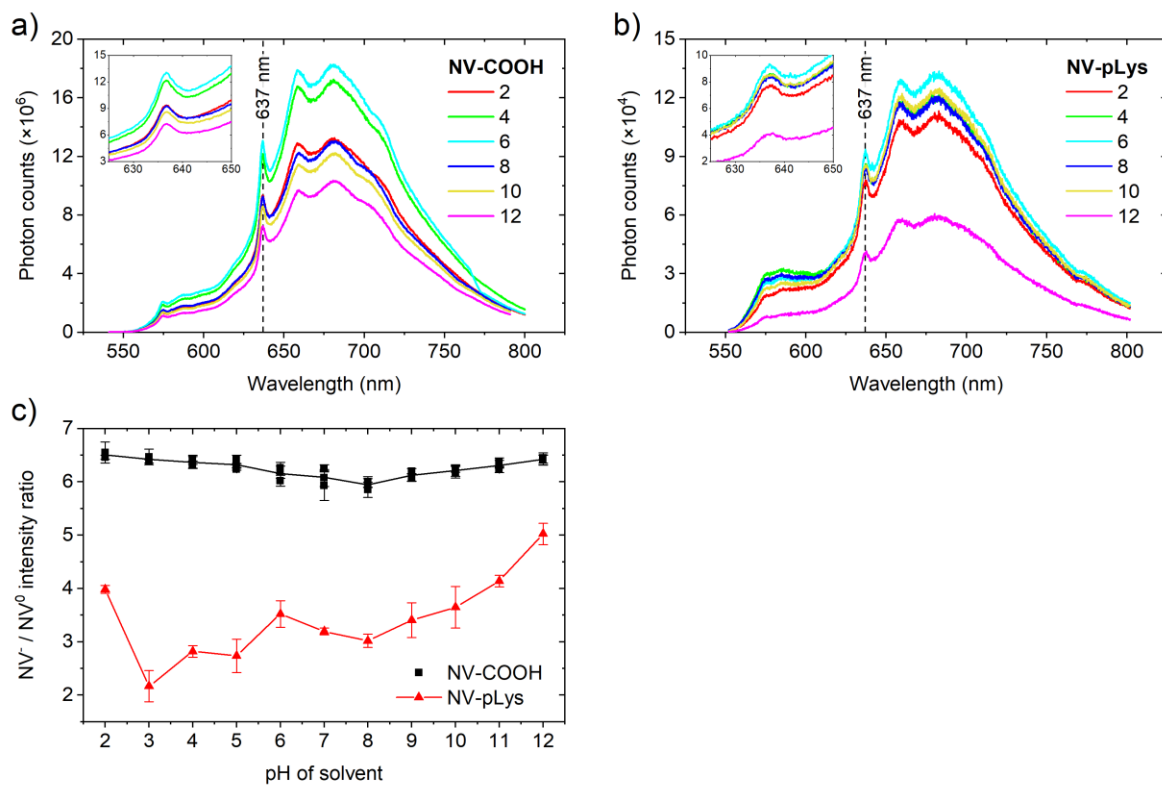 a)
NV-COOH
2
4
6
8
10
12
637 nm
Photon counts (×10⁶)
20
16
12
8
4
0
550 600 650 700 750 800
Wavelength (nm)
15
12
9
6
3
630 640 650
b)
NV-pLys
2
4
6
8
10
12
637 nm
Photon counts (×10⁴)
15
12
9
6
3
0
550 600 650 700 750 800
Wavelength (nm)
10
8
6
4
2
630 640 650
c)
NV⁻ / NV⁰ intensity ratio
7
6
5
4
3
2
NV-COOH
NV-pLys
2 3 4 5 6 7 8 9 10 11 12
pH of solvent